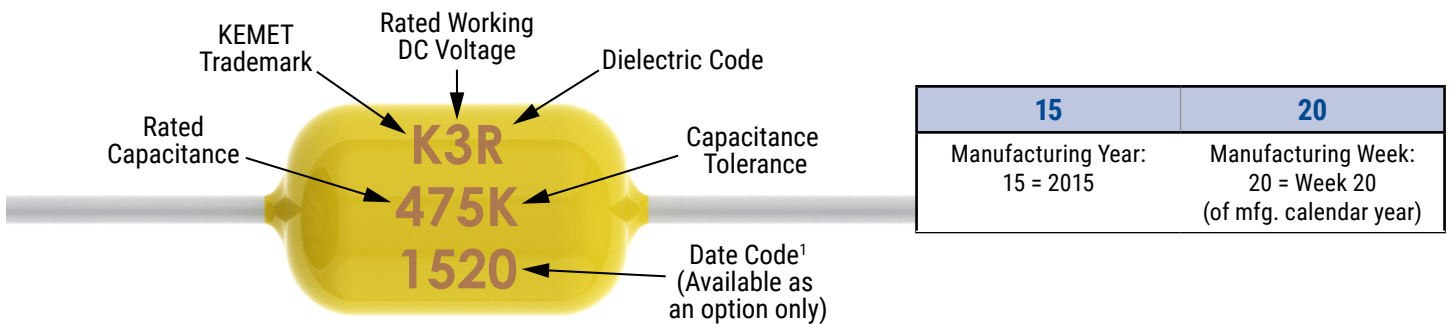 KEMET
Trademark
Rated Working
DC Voltage
Dielectric Code
Rated
Capacitance
Capacitance
Tolerance
K3R
475K
1520
Date Code¹
(Available as
an option only)
15
20
Manufacturing Year:
15 = 2015
Manufacturing Week:
20 = Week 20
(of mfg. calendar year)